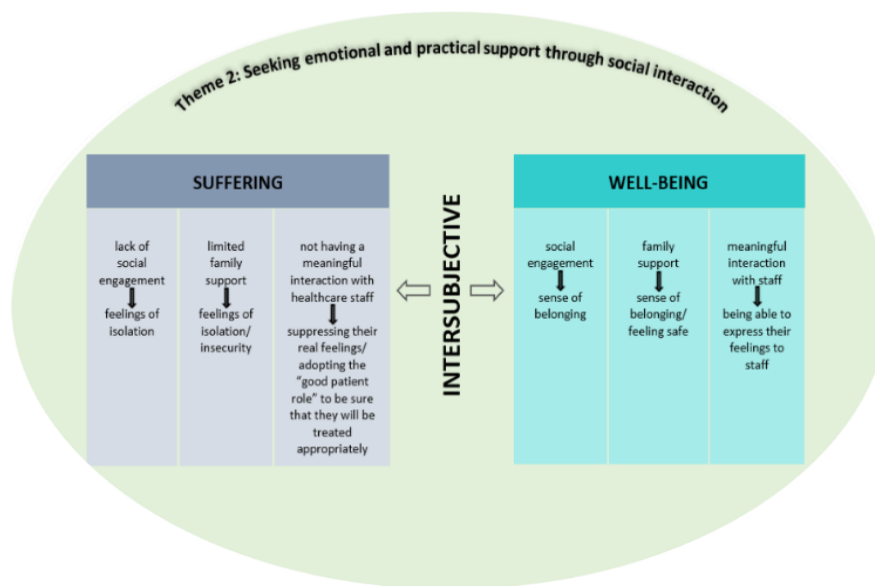 Theme 2: Seeking emotional and practical support through social interaction
SUFFERING
lack of
social
engagement
feelings of
isolation
limited
family
support
feelings of
isolation/
insecurity
not having a
meaningful
interaction with
healthcare staff
suppressing their
real feelings/
adopting the
"good patient
role" to be sure
that they will be
treated
appropriately
INTERSUBJECTIVE
WELL-BEING
social
engagement
sense of
belonging
family
support
sense of
belonging/
feeling safe
meaningful
interaction
with staff
being able to
express their
feelings to
staff